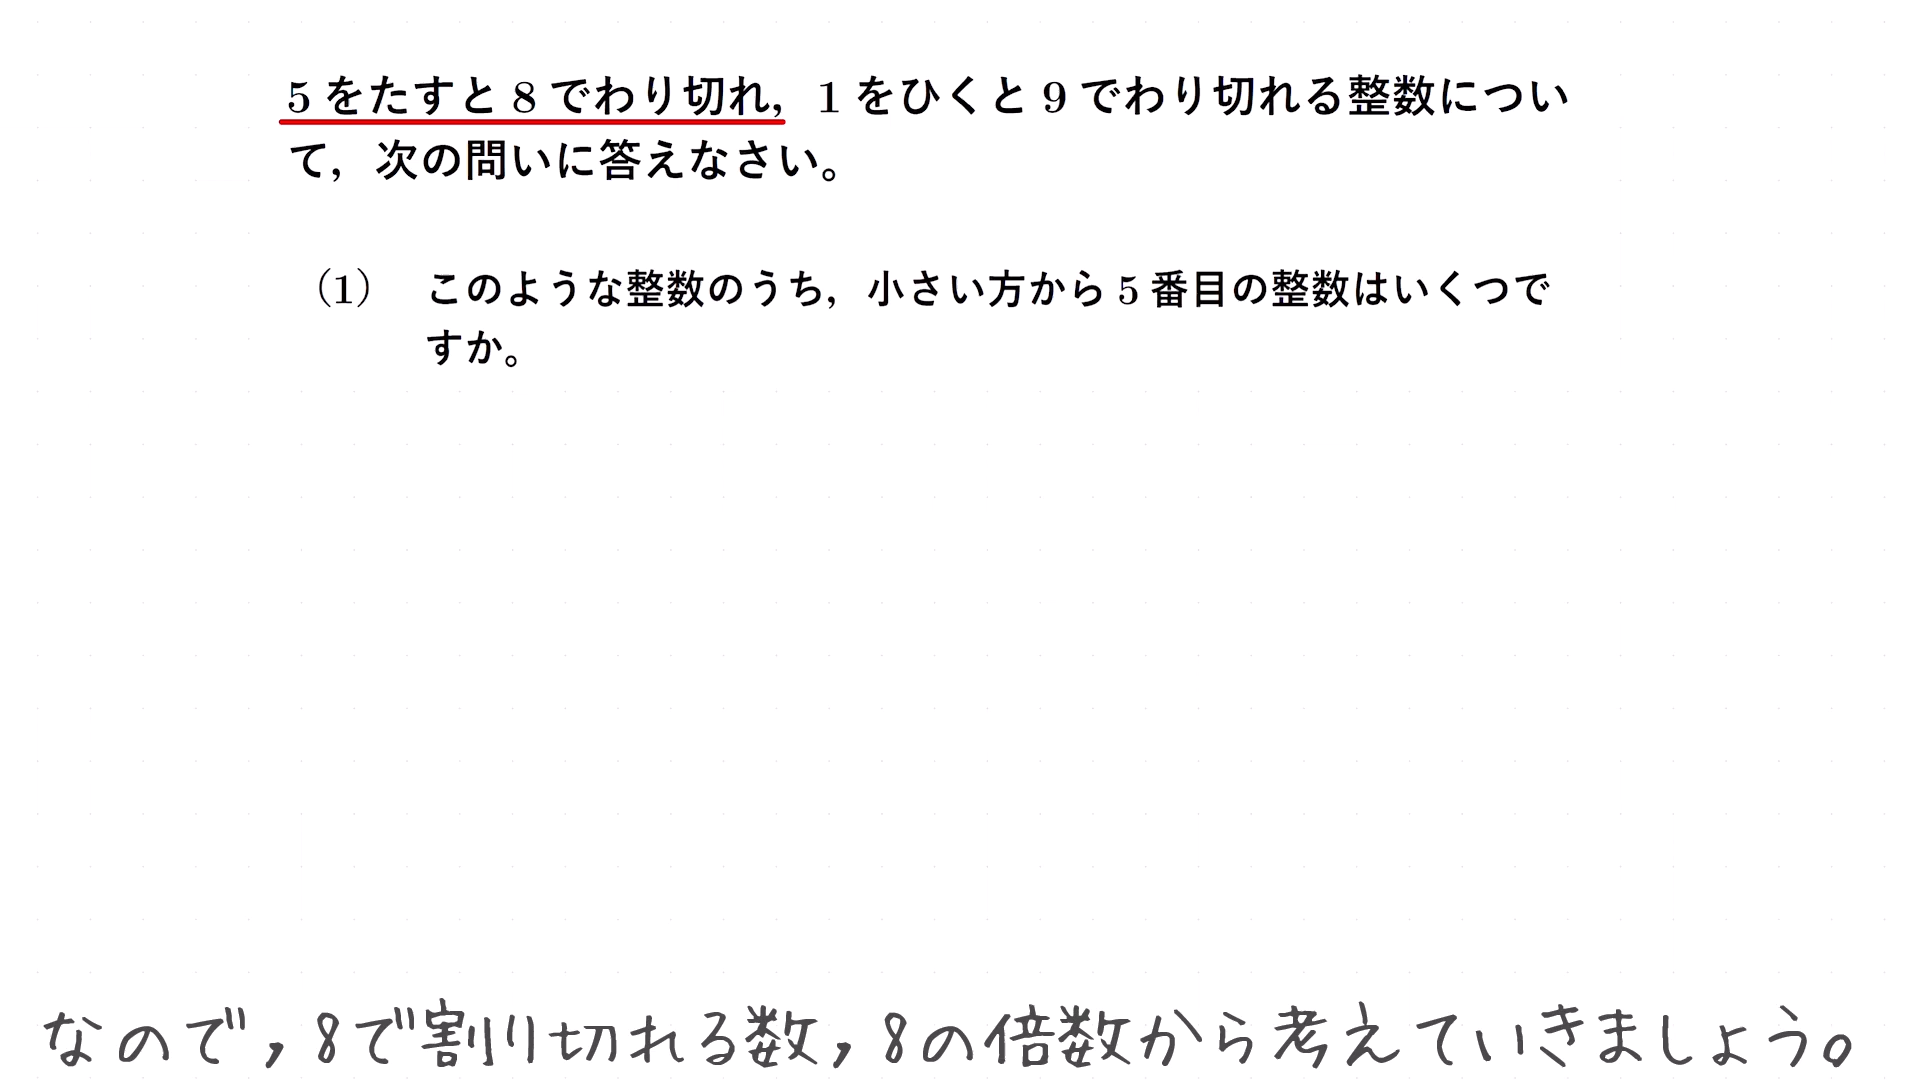 5をたすと8でわり切れ，1をひくと9でわり切れる整数につい
て，次の問いに答えなさい。
（1）　このような整数のうち，小さい方から5番目の整数はいくつで
すか。
なので，8で割り切れる数，8の倍数から考えていきましょう。